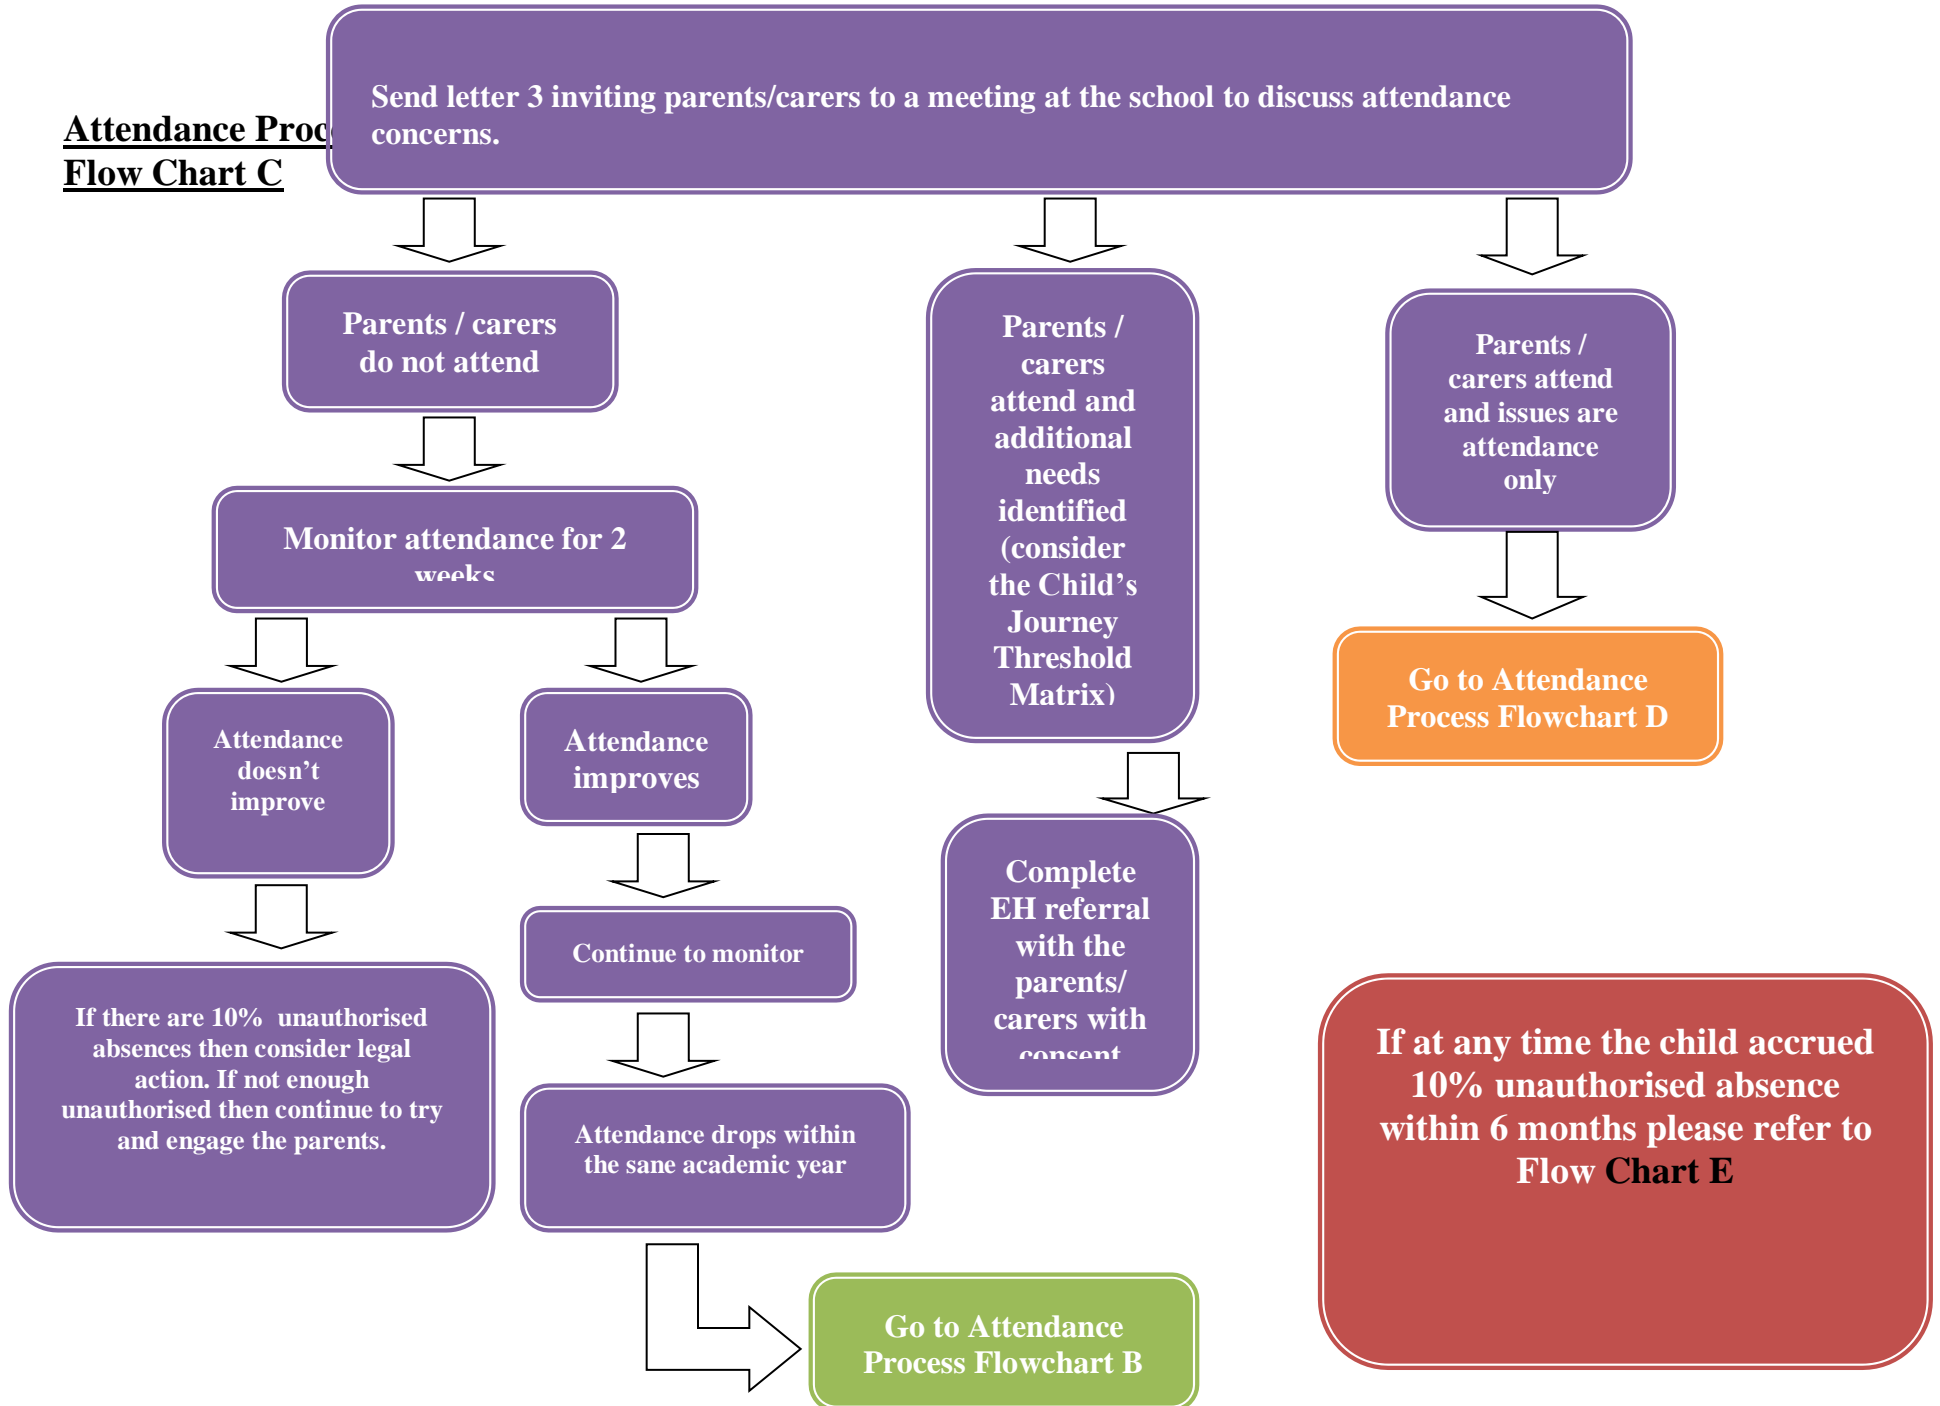 Attendance Proc
Flow Chart C
Send letter 3 inviting parents/carers to a meeting at the school to discuss attendance
concerns.
Parents / carers
do not attend
Monitor attendance for 2
weeks
Attendance
doesn’t
improve
If there are 10%  unauthorised
absences then consider legal
action. If not enough
unauthorised then continue to try
and engage the parents.
Attendance
improves
Continue to monitor
Attendance drops within
the sane academic year
Go to Attendance
Process Flowchart B
Parents /
carers
attend and
additional
needs
identified
(consider
the Child’s
Journey
Threshold
Matrix)
Complete
EH referral
with the
parents/
carers with
consent
Parents /
carers attend
and issues are
attendance
only
Go to Attendance
Process Flowchart D
If at any time the child accrued
10% unauthorised absence
within 6 months please refer to
Flow Chart E